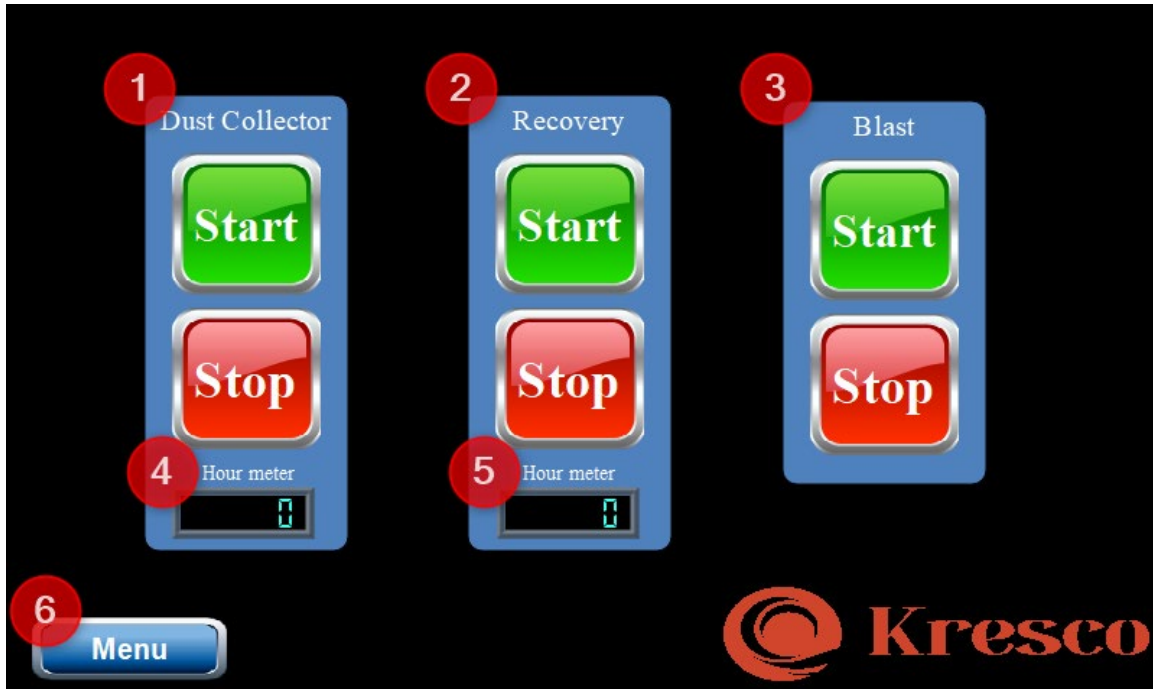 1
Dust Collector
Start
Stop
4
Hour meter
0
2
Recovery
Start
Stop
5
Hour meter
0
3
Blast
Start
Stop
6
Menu
Kresco